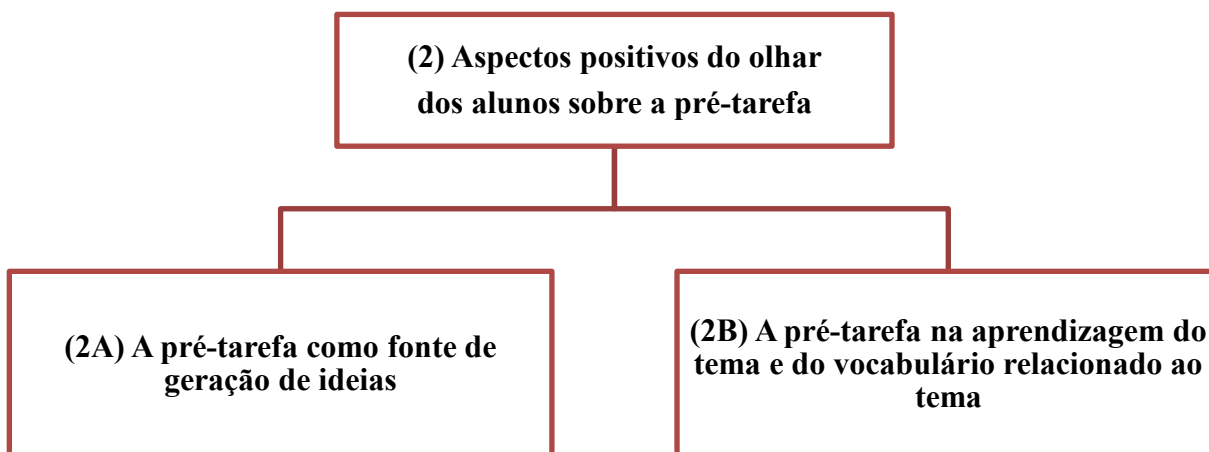 (2) Aspectos positivos do olhar
dos alunos sobre a pré-tarefa
(2A) A pré-tarefa como fonte de
geração de ideias
(2B) A pré-tarefa na aprendizagem do
tema e do vocabulário relacionado ao
tema